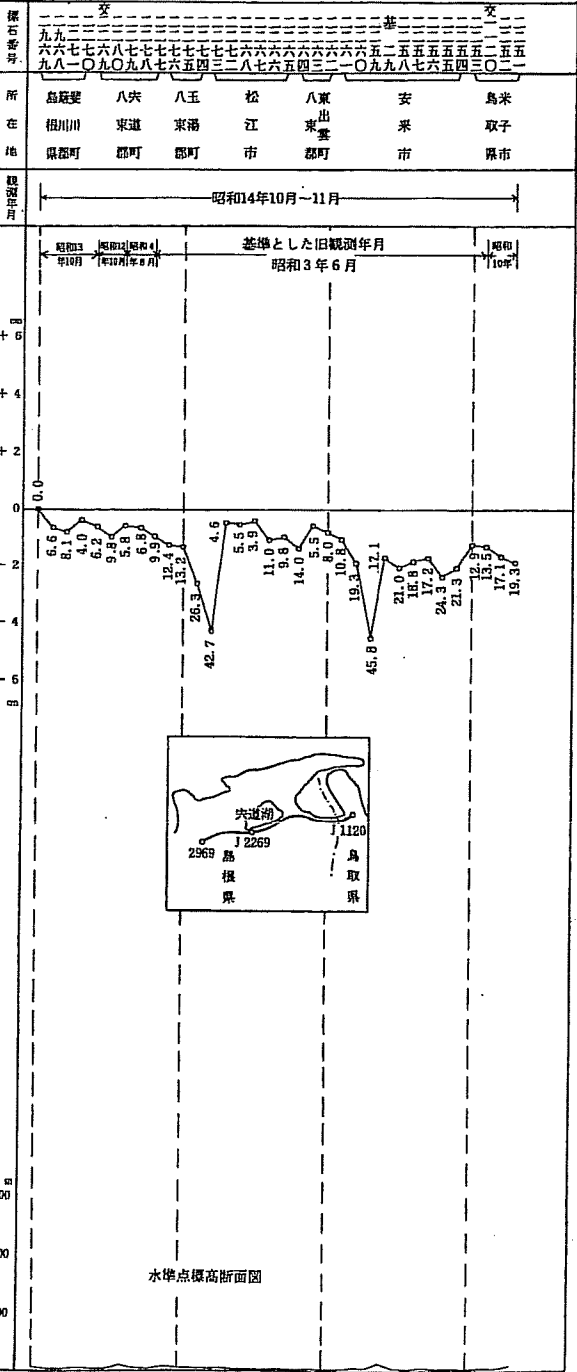 標石番号
交 基 交
所在地
島根県 簸川郡 斐川町
八束郡 宍道町
八束郡 玉湯町
松江市
八束郡 東出雲町
安来市
鳥取県 米子市
観測年月
昭和14年10月～11月
昭和13年10月
昭和12年10月
昭和4年8月
基準とした旧観測年月
昭和3年6月
昭和10年
cm
+ 6
+ 4
+ 2
0
- 2
- 4
- 6
cm
0.0
6.6
8.1
4.0
6.2
9.8
5.8
6.8
9.9
12.4
13.2
26.3
42.7
4.6
5.5
3.9
11.0
9.8
14.0
5.5
8.0
10.8
19.3
45.8
17.1
21.0
18.8
17.2
24.3
21.3
12.9
13.5
17.1
19.3
宍道湖
J 1120
J 2269
2969
島根県
鳥取県
m
00
00
00
水準点標高断面図